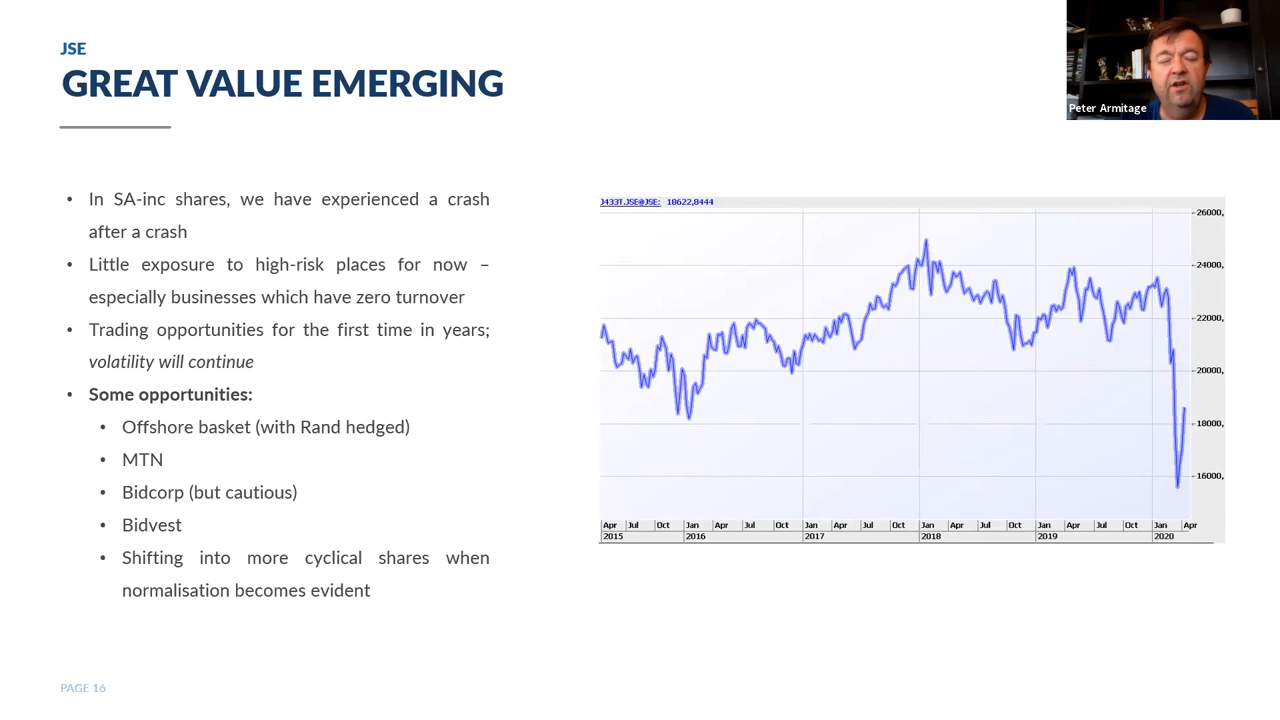 JSE
GREAT VALUE EMERGING
Peter Armitage
• In SA-inc shares, we have experienced a crash
after a crash
• Little exposure to high-risk places for now –
especially businesses which have zero turnover
• Trading opportunities for the first time in years;
volatility will continue
• Some opportunities:
• Offshore basket (with Rand hedged)
• MTN
• Bidcorp (but cautious)
• Bidvest
• Shifting into more cyclical shares when
normalisation becomes evident
J433T.JSE@JSE: 18622,8444
26000,
24000,
22000,
20000,
18000,
16000,
Apr Jul Oct Jan Apr Jul Oct Jan Apr Jul Oct Jan Apr Jul Oct Jan Apr Jul Oct Jan Apr
2015 2016 2017 2018 2019 2020
PAGE 16